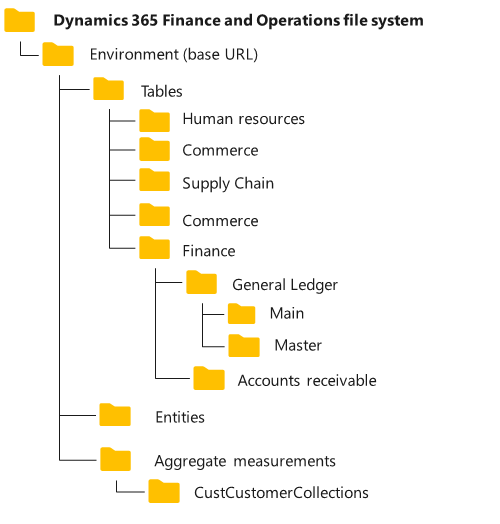 Dynamics 365 Finance and Operations file system
Environment (base URL)
Tables
Human resources
Commerce
Supply Chain
Commerce
Finance
General Ledger
Main
Master
Accounts receivable
Entities
Aggregate measurements
CustCustomerCollections